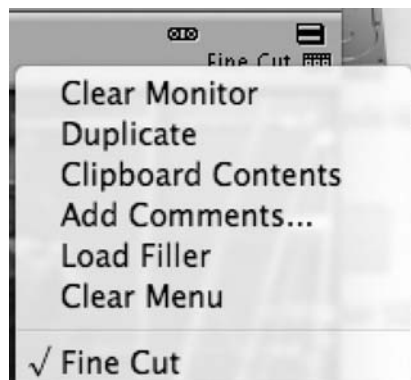 Fine Cut
Clear Monitor
Duplicate
Clipboard Contents
Add Comments...
Load Filler
Clear Menu
√ Fine Cut